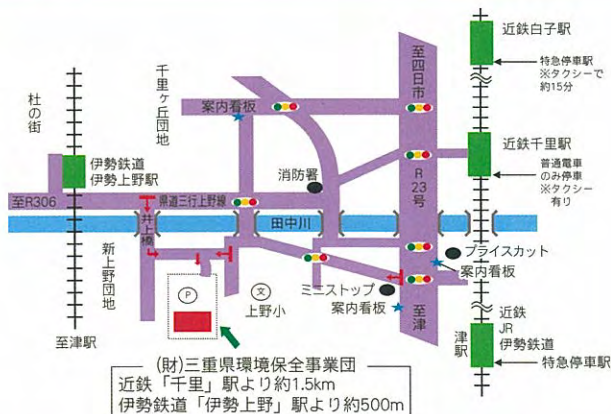 近鉄白子駅
特急停車駅
※タクシーで
約15分
至四日市
千里ヶ丘団地
杜の街
案内看板
近鉄千里駅
普通電車
のみ停車
※タクシー
有り
伊勢鉄道
伊勢上野駅
消防署
R23号
至R306
県道三行上野線
田中川
井上橋
新上野団地
プライスカット
案内看板
P
文
上野小
ミニストップ
案内看板
至津
近鉄
JR
伊勢鉄道
津駅
特急停車駅
至津駅
(財)三重県環境保全事業団
近鉄「千里」駅より約1.5km
伊勢鉄道「伊勢上野」駅より約500m